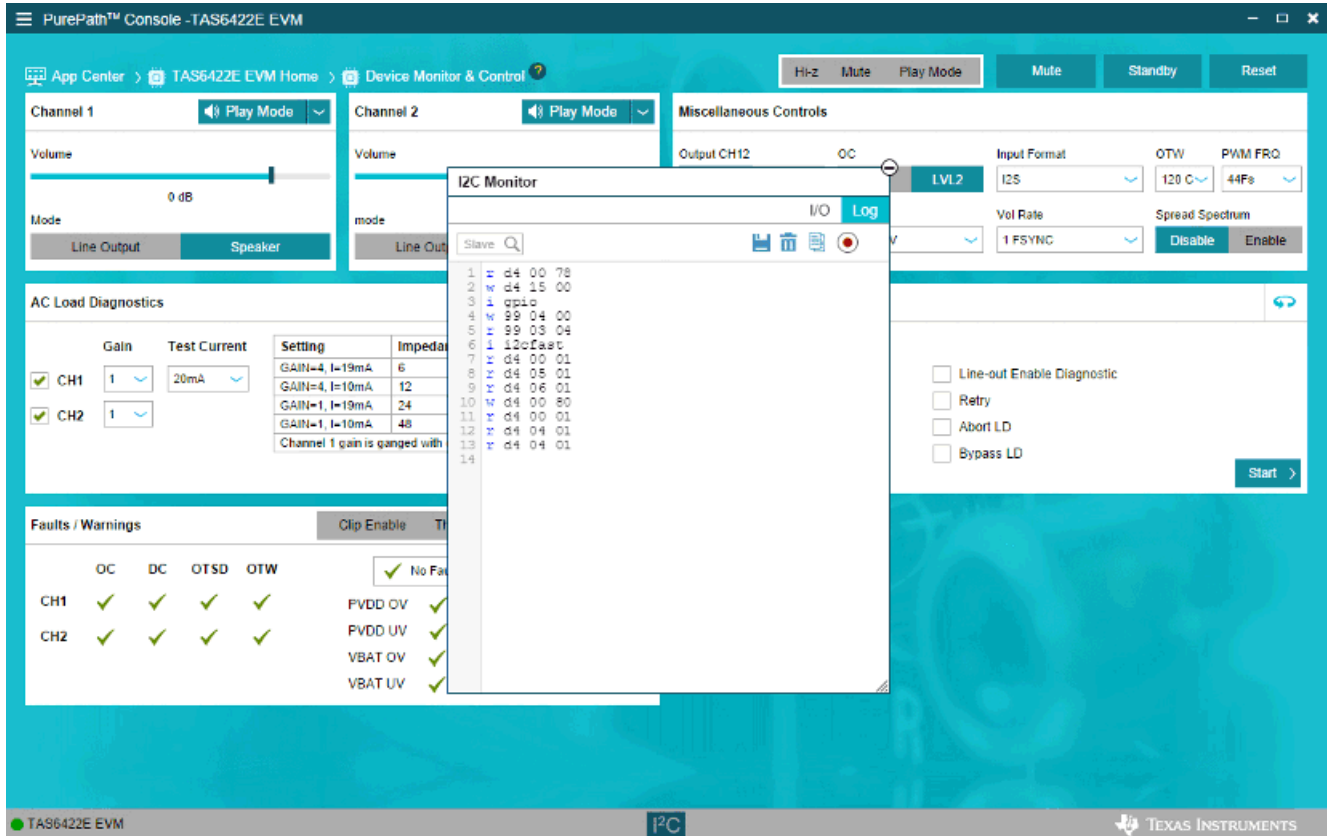 PurePath™ Console -TAS6422E EVM
App Center > TAS6422E EVM Home > Device Monitor & Control ?
Hi-z Mute Play Mode
Mute
Standby
Reset
Channel 1
Play Mode
Volume
0 dB
Mode
Line Output
Speaker
Channel 2
Play Mode
Volume
mode
Line Out
Miscellaneous Controls
Output CH12
OC
LVL2
Input Format
I2S
OTW
120 C
PWM FRQ
44Fs
V
Vol Rate
1 FSYNC
Spread Spectrum
Disable
Enable
I2C Monitor
I/O
Log
Slave
1 r d4 00 78
2 w d4 15 00
3 i gpio
4 w 99 04 00
5 r 99 03 04
6 i i2cfast
7 r d4 00 01
8 r d4 05 01
9 r d4 06 01
10 w d4 00 80
11 r d4 00 01
12 r d4 04 01
13 r d4 04 01
14
AC Load Diagnostics
Gain
Test Current
CH1
1
20mA
CH2
1
Setting Impedan
GAIN=4, I=19mA 6
GAIN=4, I=10mA 12
GAIN=1, I=19mA 24
GAIN=1, I=10mA 48
Channel 1 gain is ganged with
Line-out Enable Diagnostic
Retry
Abort LD
Bypass LD
Start >
Faults / Warnings
Clip Enable
OC DC OTSD OTW
CH1
CH2
No Fau
PVDD OV
PVDD UV
VBAT OV
VBAT UV
TAS6422E EVM
I²C
TEXAS INSTRUMENTS